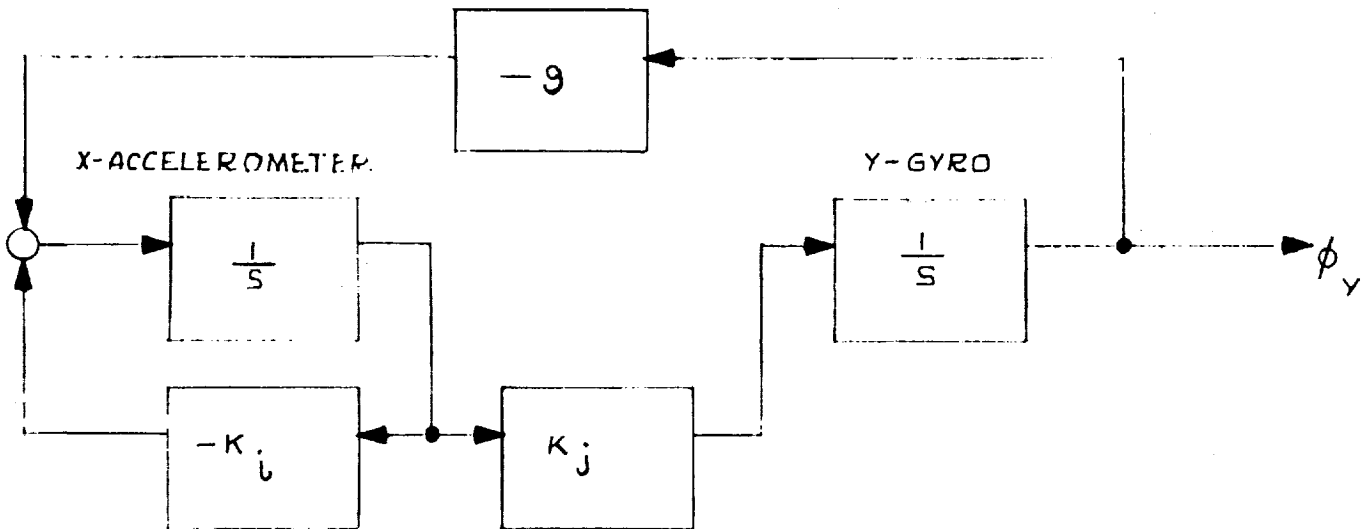 −g
X-ACCELEROMETER
Y-GYRO
1/S
1/S
ϕY
−Ki
Kj